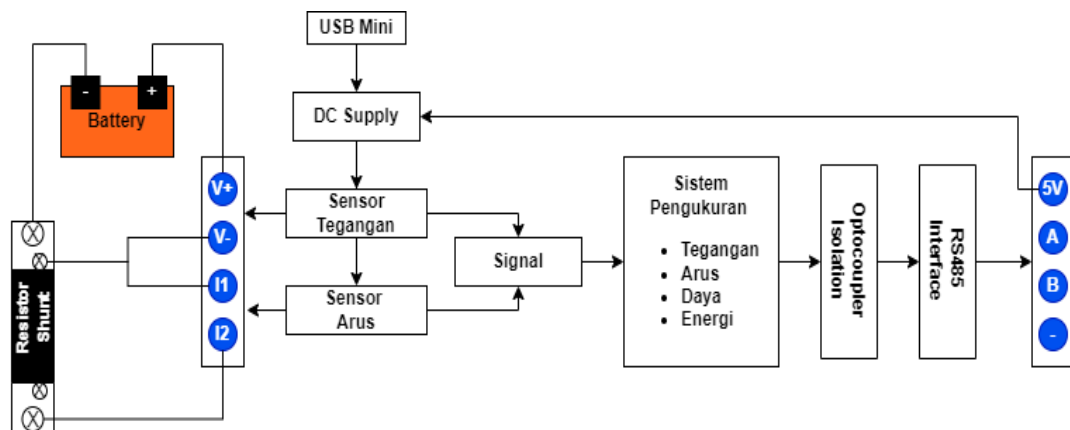 USB Mini
- +
Battery
DC Supply
V+
V-
I1
I2
Resistor
Shunt
Sensor
Tegangan
Sensor
Arus
Signal
Sistem
Pengukuran
• Tegangan
• Arus
• Daya
• Energi
Optocoupler
Isolation
RS485
Interface
5V
A
B
-